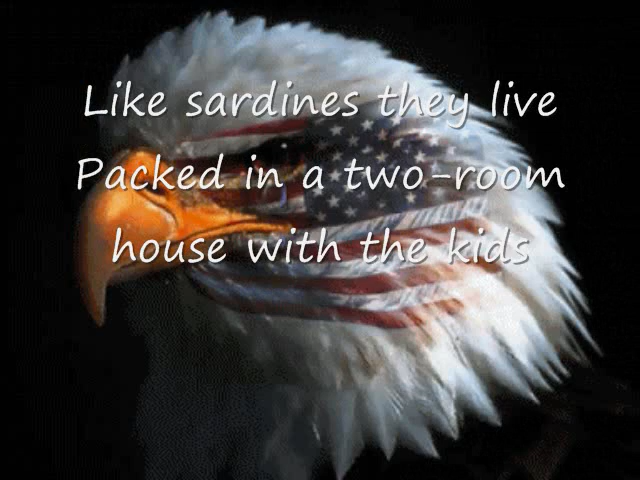 Like sardines they live
Packed in a two-room
house with the kids